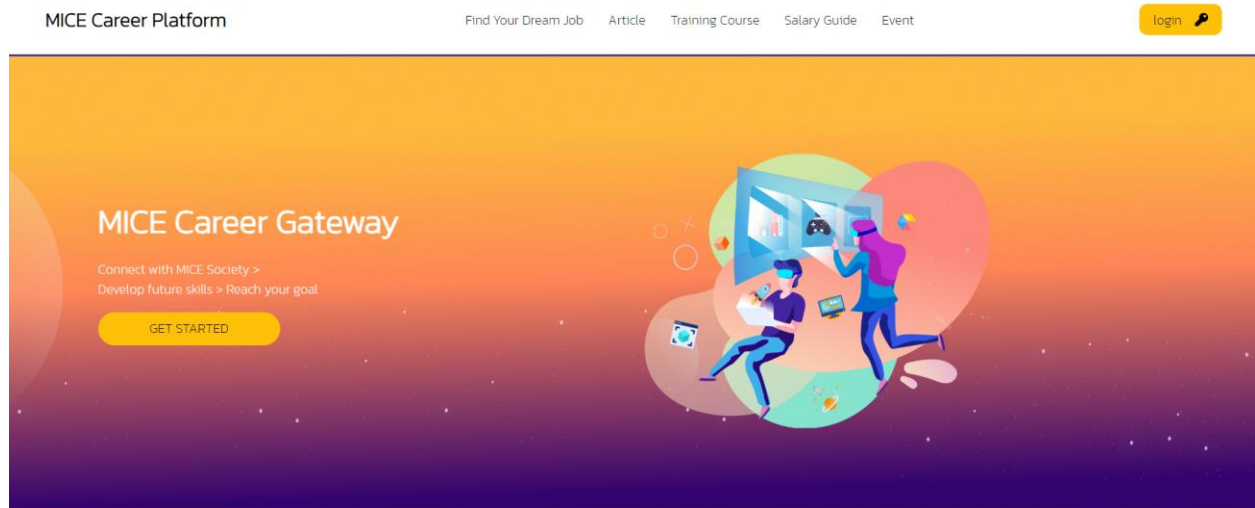 MICE Career Platform
Find Your Dream Job Article Training Course Salary Guide Event
login
MICE Career Gateway
Connect with MICE Society >
Develop future skills > Reach your goal
GET STARTED